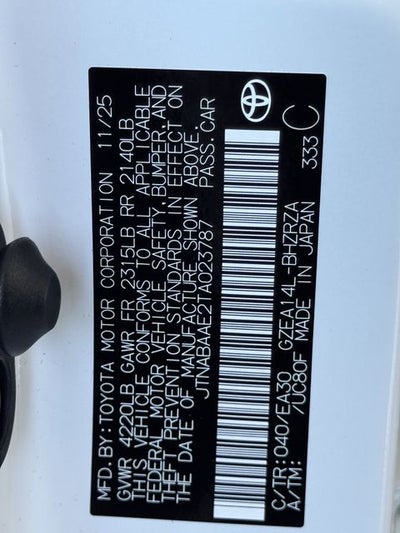 MFD. BY: TOYOTA MOTOR CORPORATION 11/25
GVWR 4220LB GAWR FR 2315LB RR 2140LB
THIS VEHICLE CONFORMS TO ALL APPLICABLE
FEDERAL MOTOR VEHICLE SAFETY, BUMPER, AND
THEFT PREVENTION STANDARDS IN EFFECT ON
THE DATE OF MANUFACTURE SHOWN ABOVE.
JTNABAAE2TA023787 PASS. CAR
C/TR:040/EA30 GZEA14L-BHZRZA
A/TM: /UC80F MADE IN JAPAN 333 C